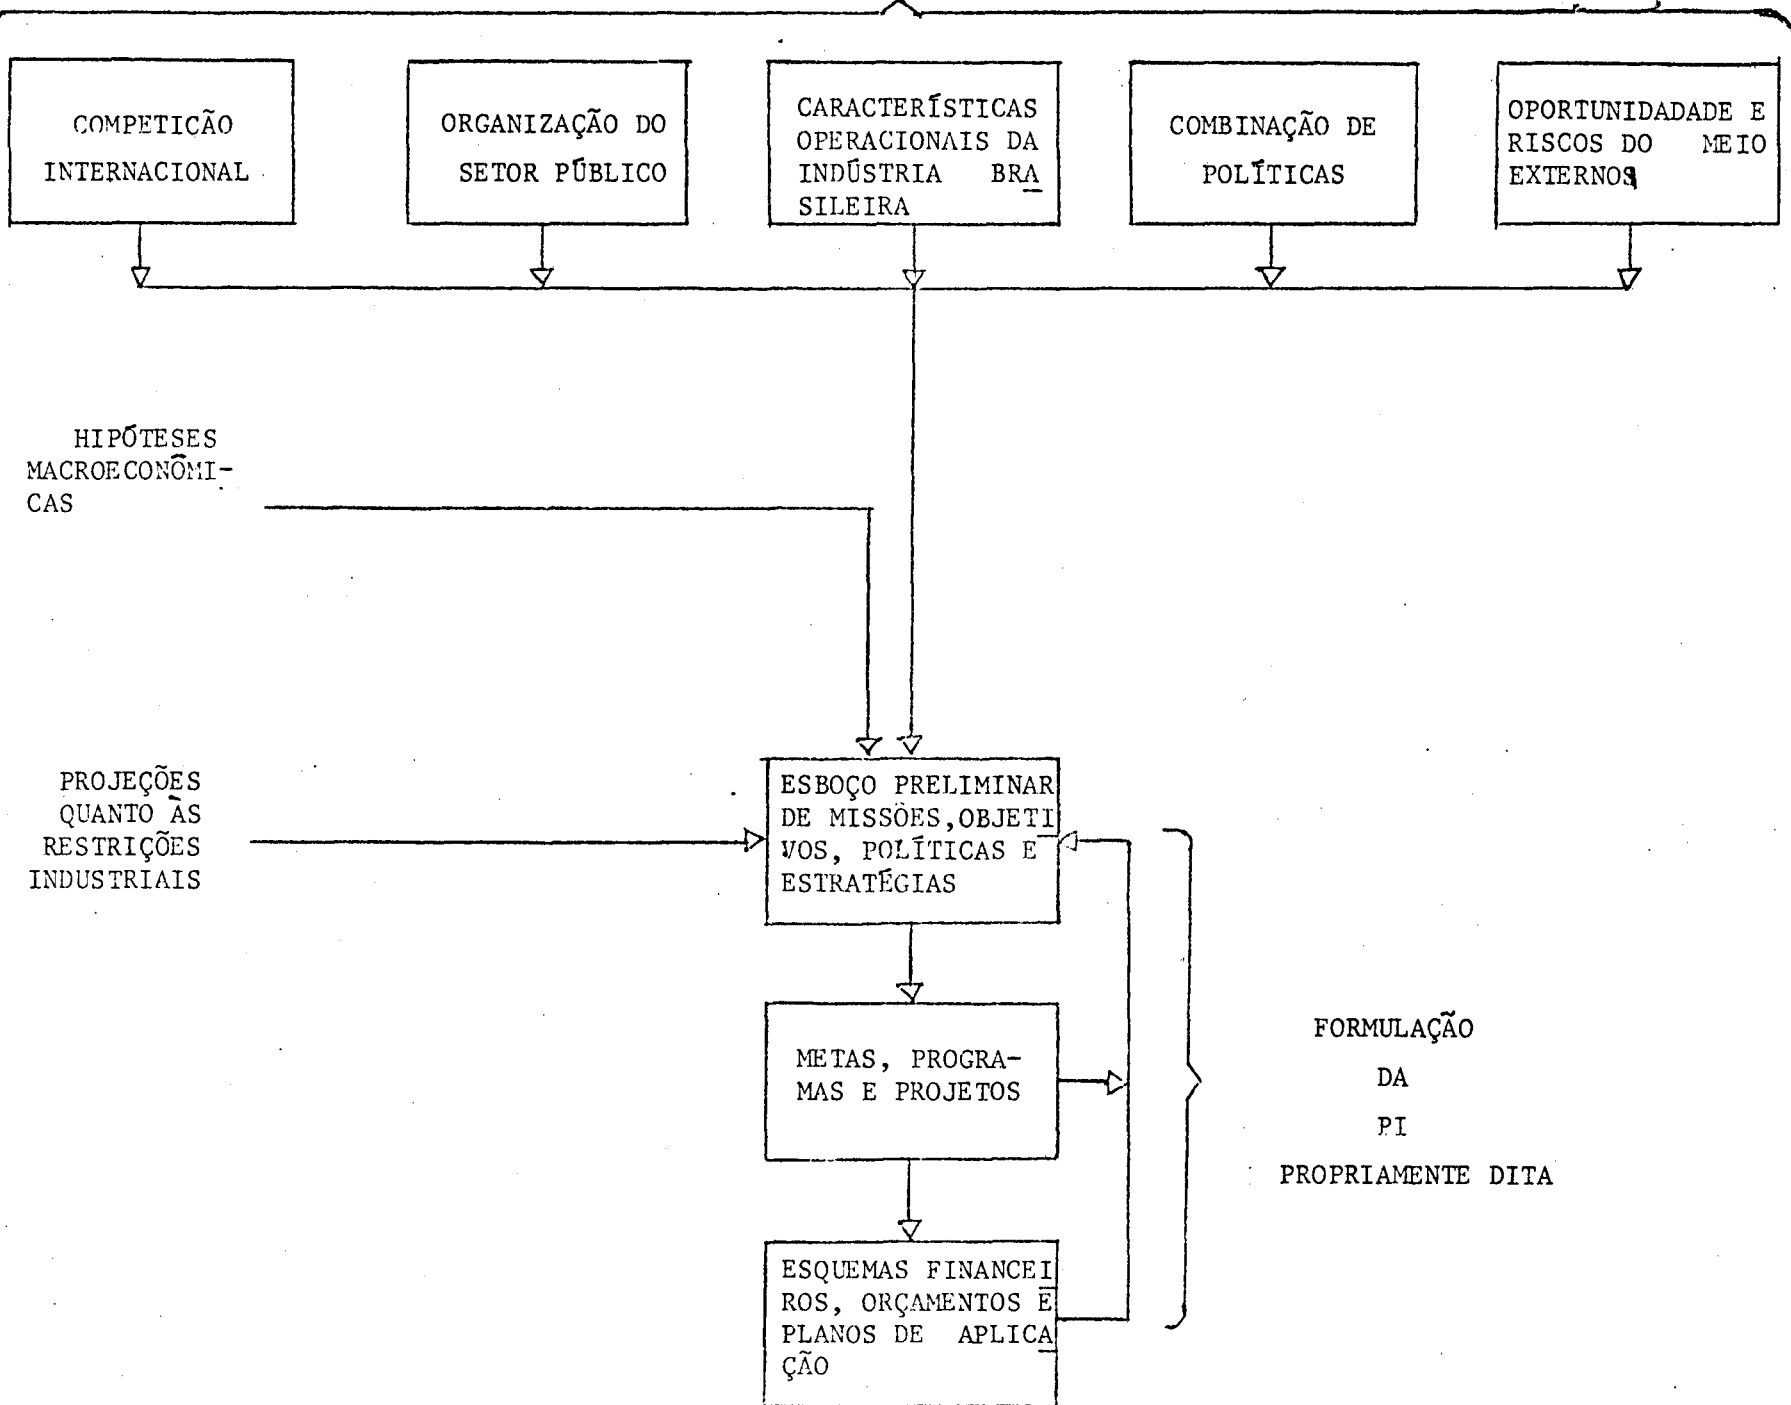 COMPETICÃO
INTERNACIONAL
ORGANIZAÇÃO DO
SETOR PÚBLICO
CARACTERÍSTICAS
OPERACIONAIS DA
INDÚSTRIA BRA
SILEIRA
COMBINAÇÃO DE
POLÍTICAS
OPORTUNIDADADE E
RISCOS DO MEIO
EXTERNOS
HIPÓTESES
MACROECONÔMI-
CAS
PROJEÇÕES
QUANTO ÀS
RESTRIÇÕES
INDUSTRIAIS
ESBOÇO PRELIMINAR
DE MISSÕES, OBJETI
VOS, POLÍTICAS E
ESTRATÉGIAS
METAS, PROGRA-
MAS E PROJETOS
FORMULAÇÃO
DA
PI
PROPRIAMENTE DITA
ESQUEMAS FINANCEI
ROS, ORÇAMENTOS E
PLANOS DE APLICA
ÇÃO